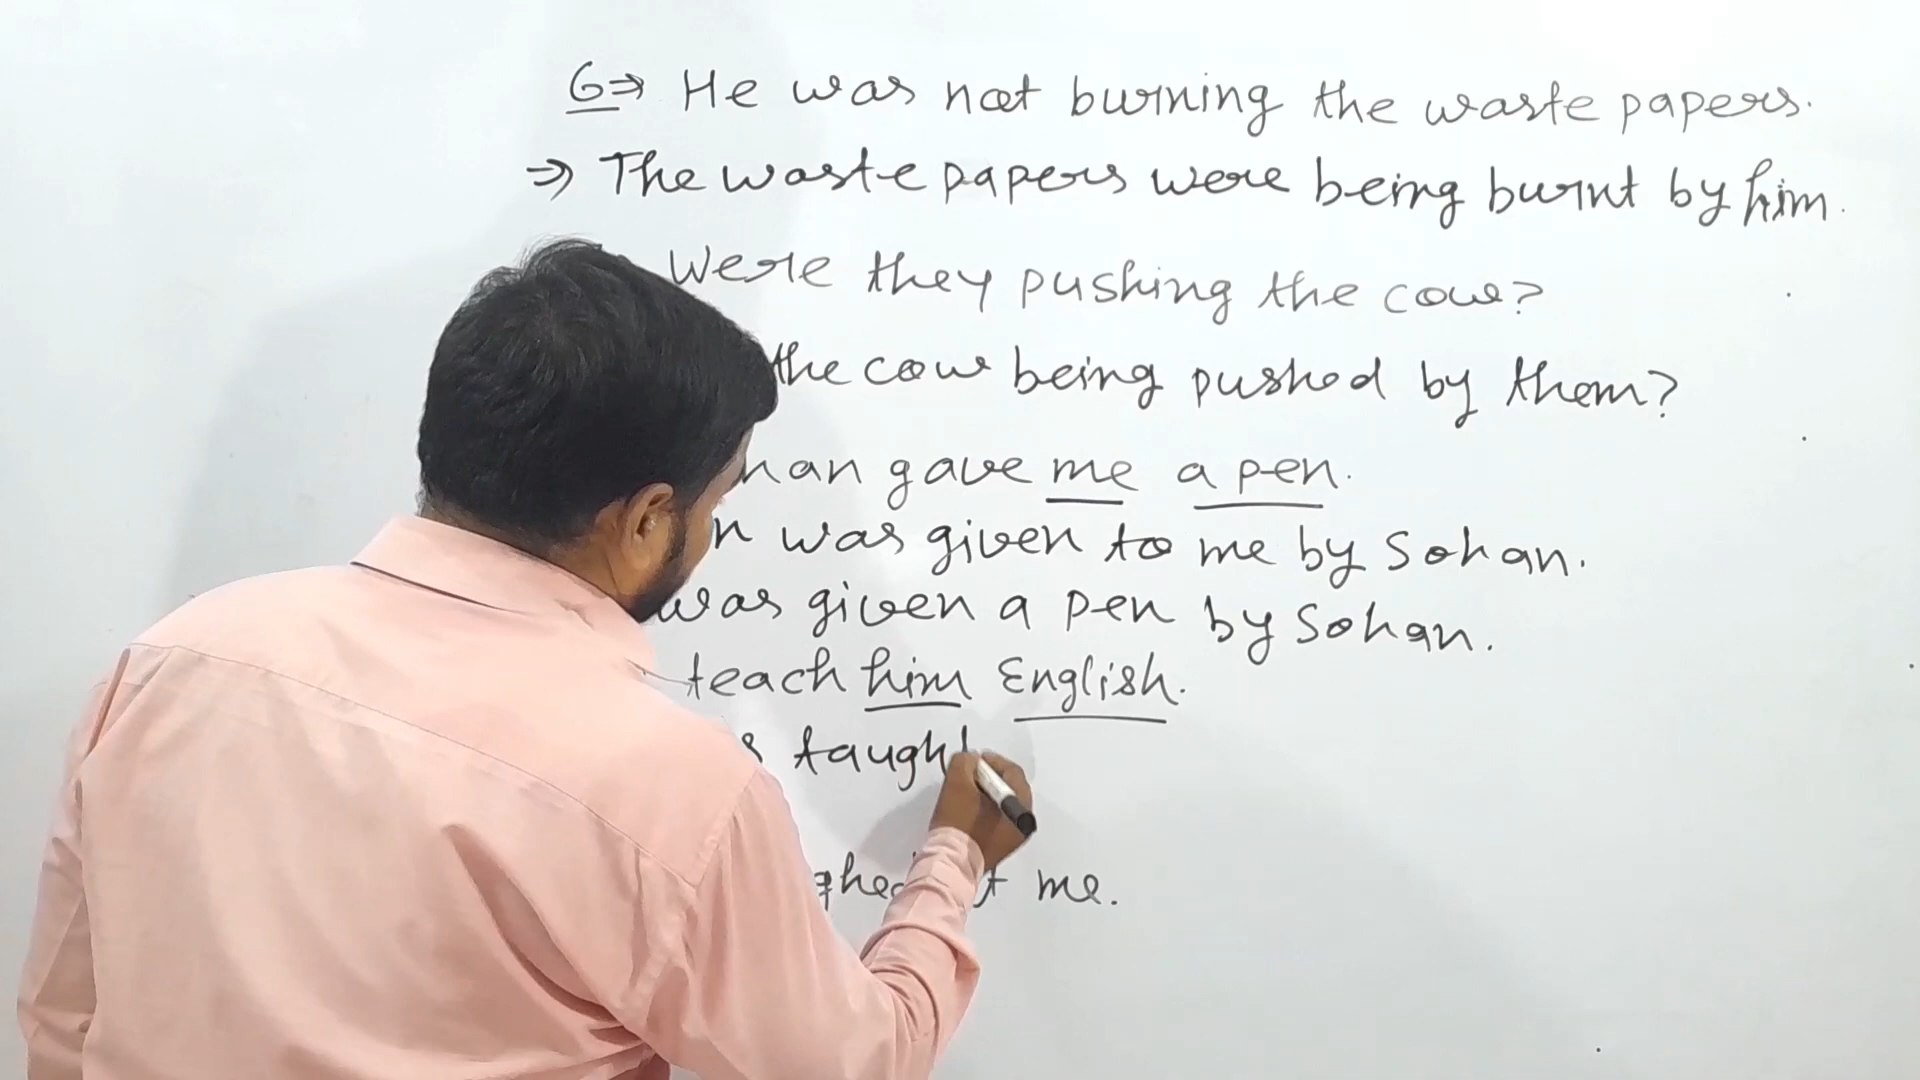 6⇒ He was not burning the waste papers.
⇒ The waste papers were being burnt by him.
Were they pushing the cow?
the cow being pushed by them?
gave me a pen.
was given to me by Sohan.
was given a pen by Sohan.
teach him English.
taught
me.